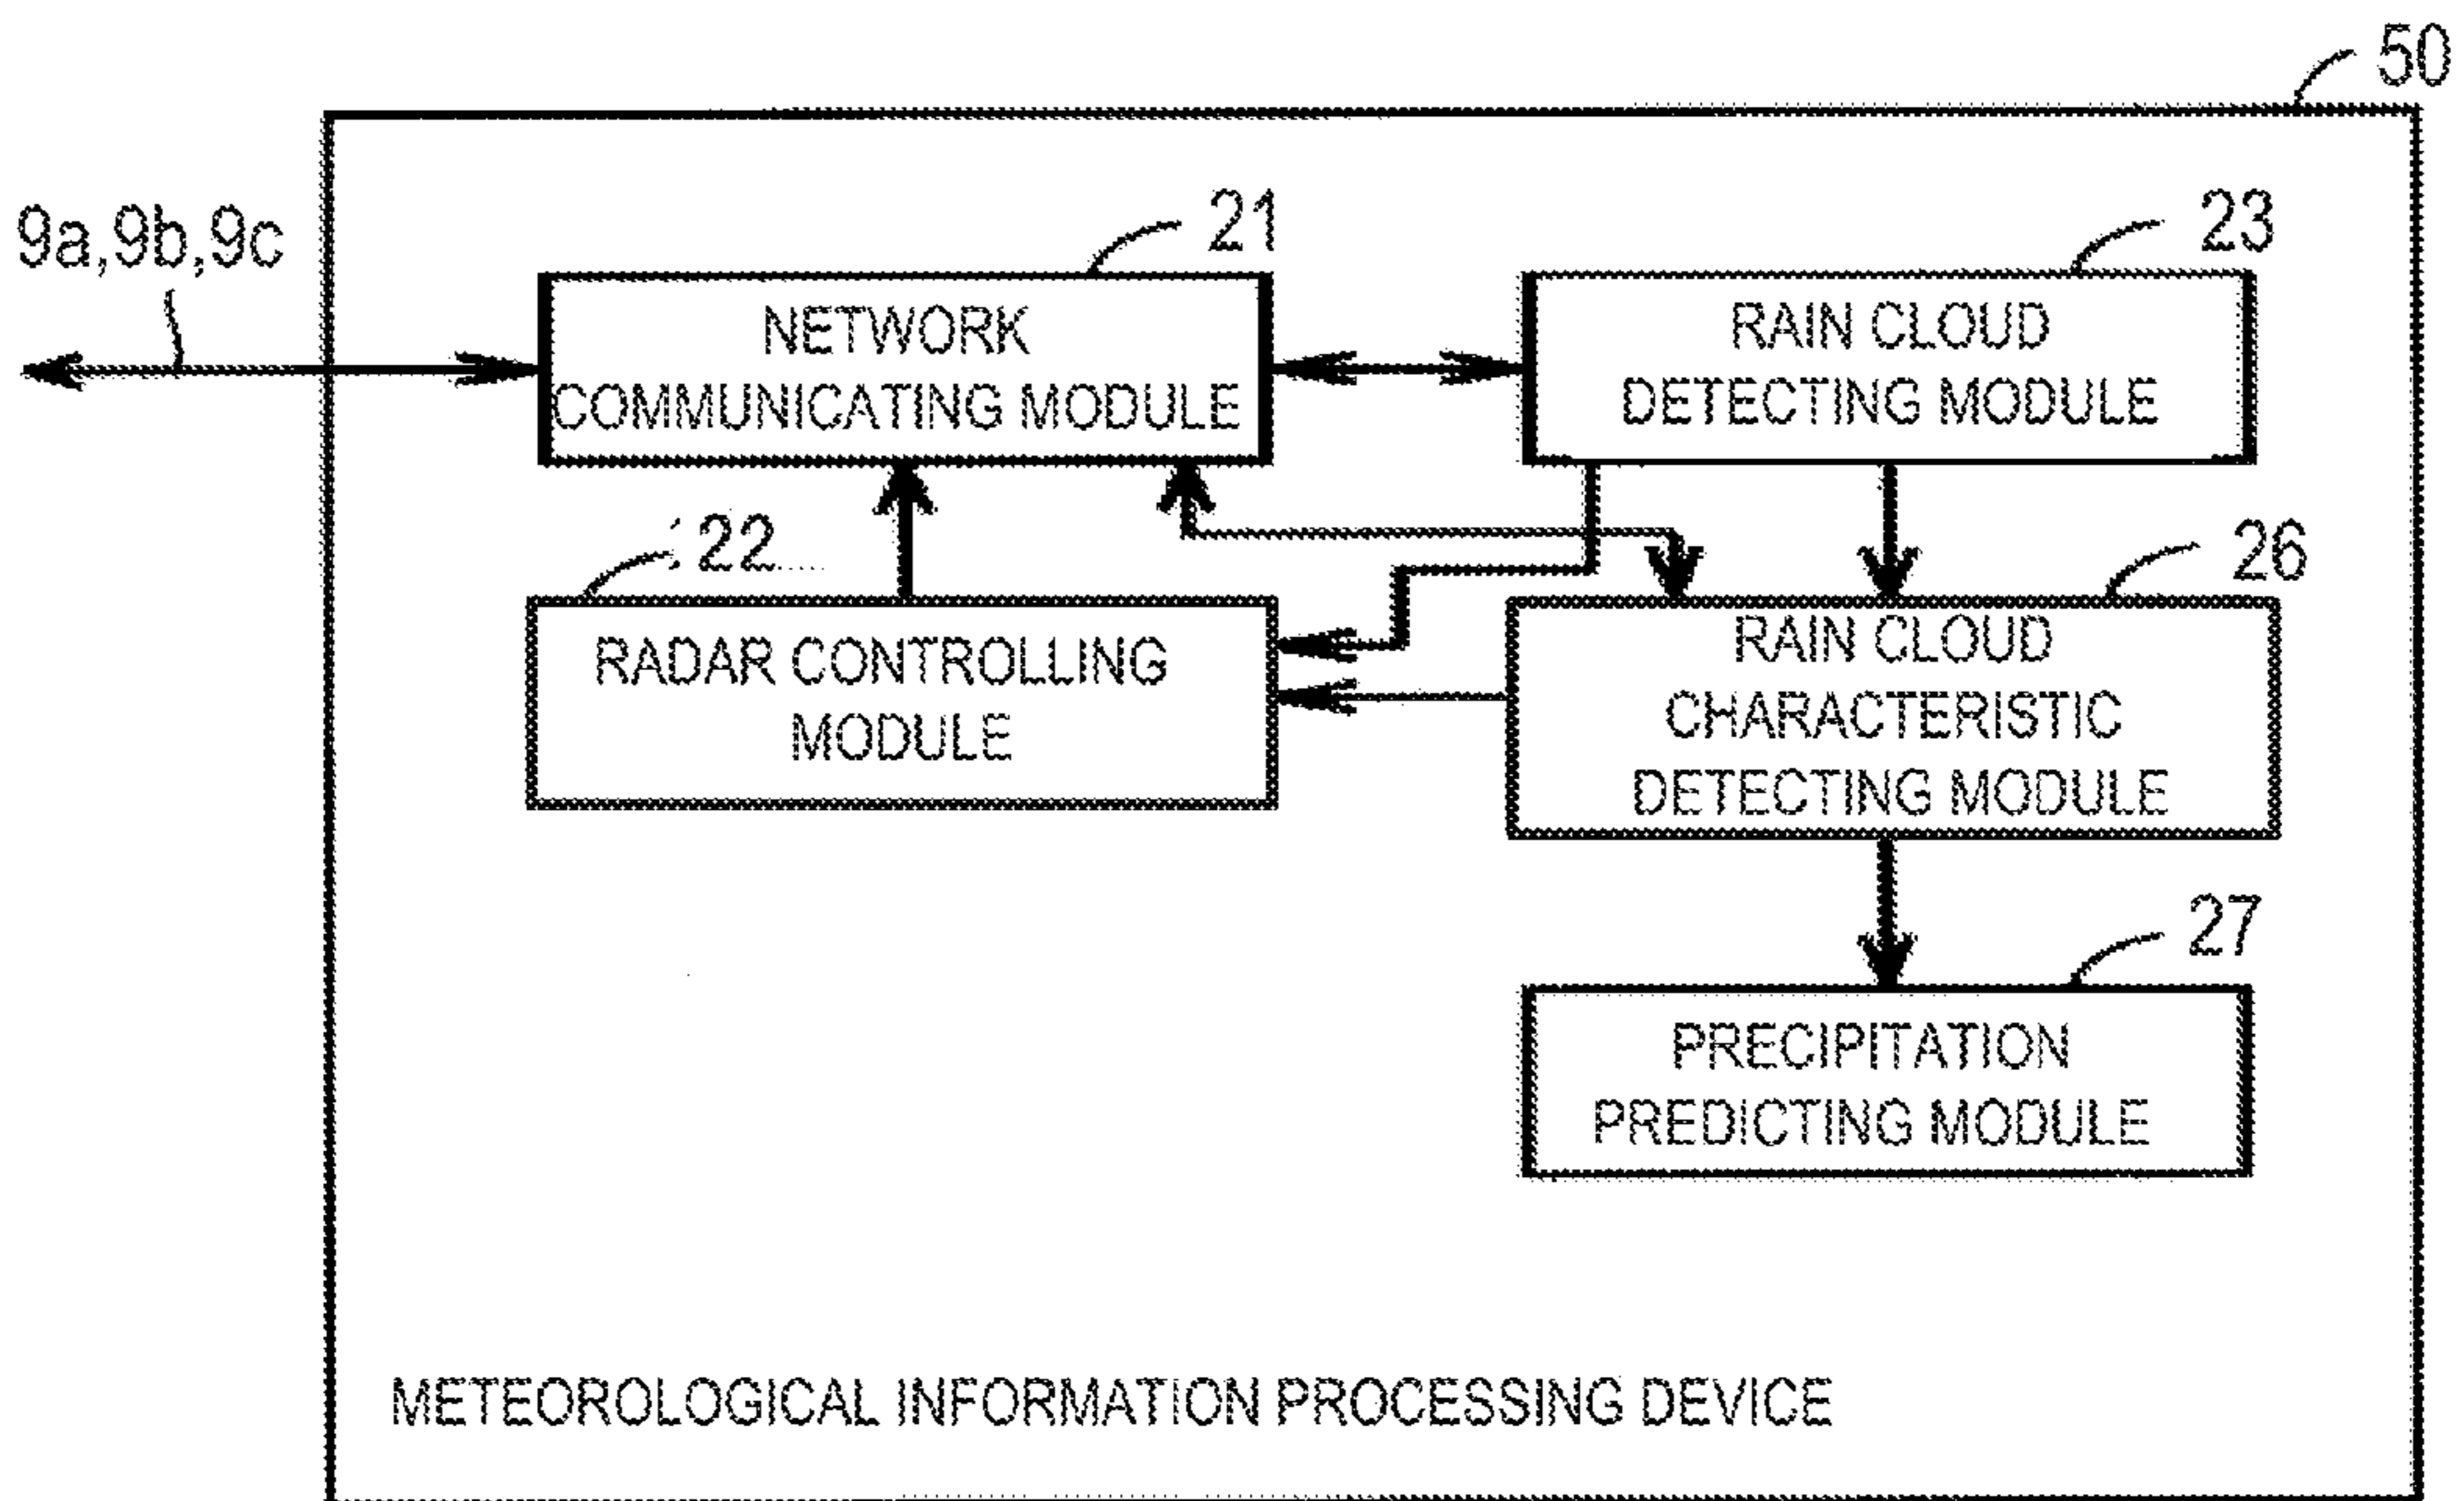 50
9a,9b,9c
21
23
NETWORK
COMMUNICATING MODULE
RAIN CLOUD
DETECTING MODULE
22
26
RADAR CONTROLLING
MODULE
RAIN CLOUD
CHARACTERISTIC
DETECTING MODULE
27
PRECIPITATION
PREDICTING MODULE
METEOROLOGICAL INFORMATION PROCESSING DEVICE